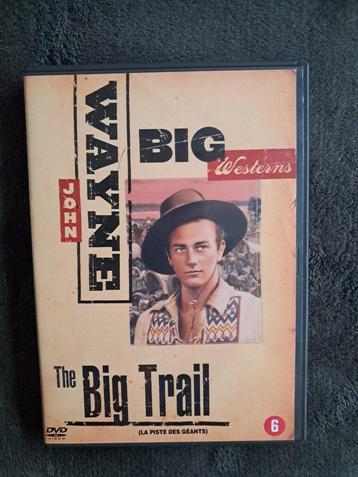 JOHN
WAYNE
BIG
Westerns
The Big Trail
(LA PISTE DES GÉANTS)
DVD
VIDEO
6